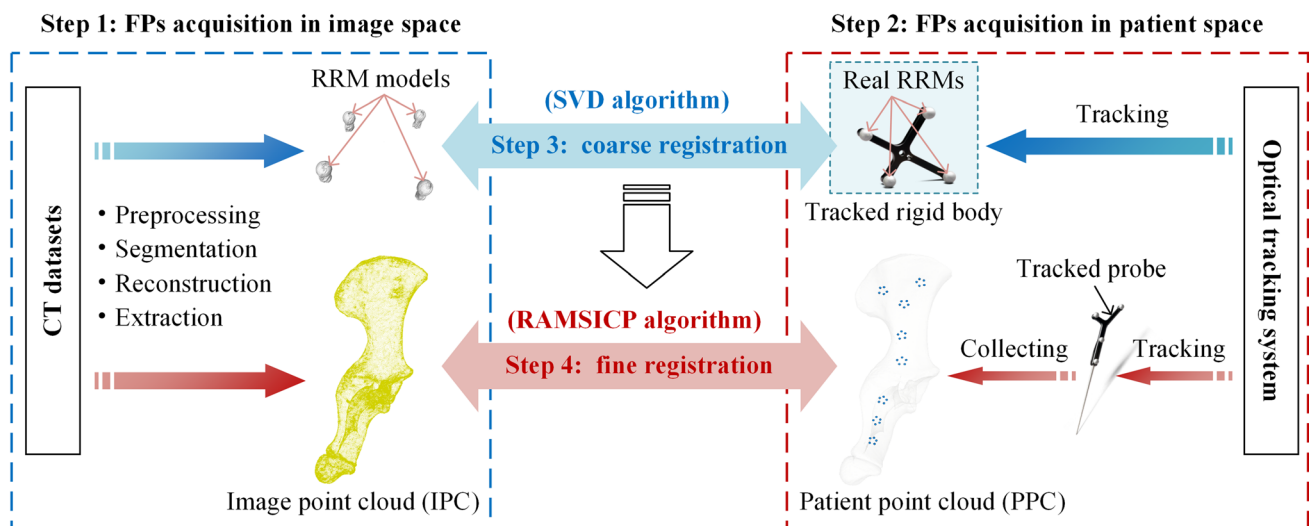 Step 1: FPs acquisition in image space
Step 2: FPs acquisition in patient space
CT datasets
RRM models
• Preprocessing
• Segmentation
• Reconstruction
• Extraction
Image point cloud (IPC)
(SVD algorithm)
Step 3: coarse registration
(RAMSICP algorithm)
Step 4: fine registration
Real RRMs
Tracked rigid body
Tracking
Tracked probe
Collecting
Tracking
Patient point cloud (PPC)
Optical tracking system